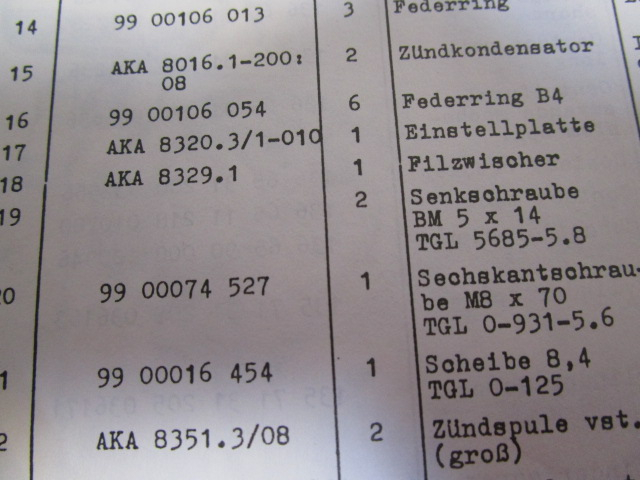 14 99 00106 013 3 Federring
15 AKA 8016.1-200: 2 Zündkondensator
08
16 99 00106 054 6 Federring B4
17 AKA 8320.3/1-010 1 Einstellplatte
18 AKA 8329.1 1 Filzwischer
19 2 Senkschraube
BM 5 x 14
TGL 5685-5.8
0 99 00074 527 1 Sechskantschrau-
be M8 x 70
TGL 0-931-5.6
1 99 00016 454 1 Scheibe 8,4
TGL 0-125
2 AKA 8351.3/08 2 Zündspule vst.
(groß)